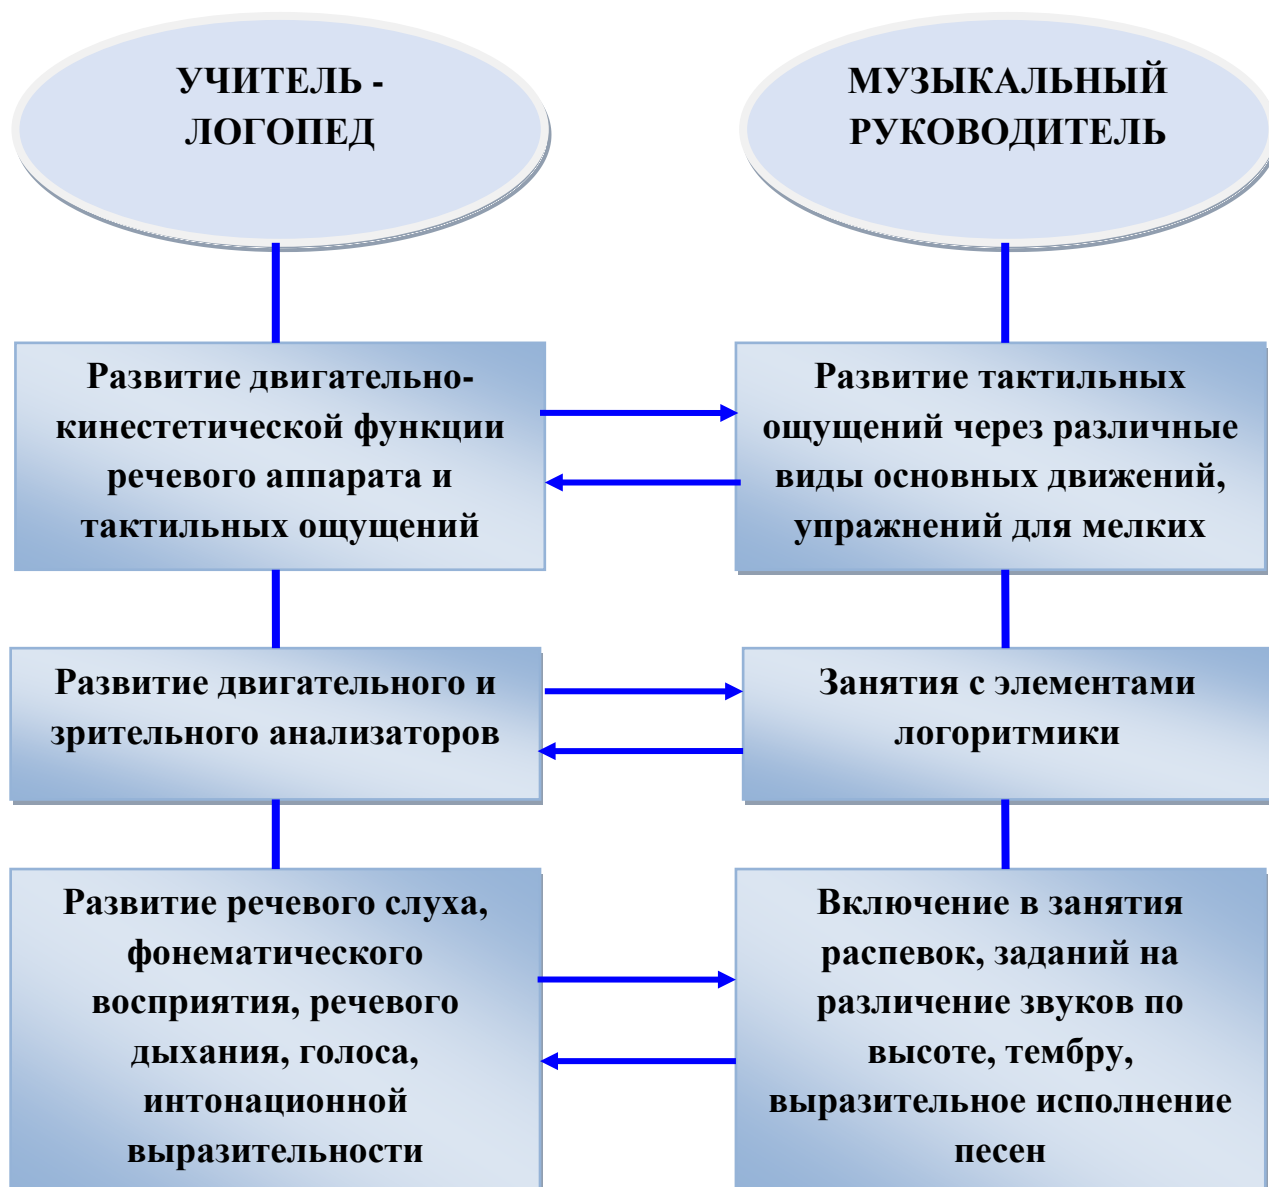 УЧИТЕЛЬ -
ЛОГОПЕД
МУЗЫКАЛЬНЫЙ
РУКОВОДИТЕЛЬ
Развитие двигательно-
кинестетической функции
речевого аппарата и
тактильных ощущений
Развитие тактильных
ощущений через различные
виды основных движений,
упражнений для мелких
Развитие двигательного и
зрительного анализаторов
Занятия с элементами
логоритмики
Развитие речевого слуха,
фонематического
восприятия, речевого
дыхания, голоса,
интонационной
выразительности
Включение в занятия
распевок, заданий на
различение звуков по
высоте, тембру,
выразительное исполнение
песен